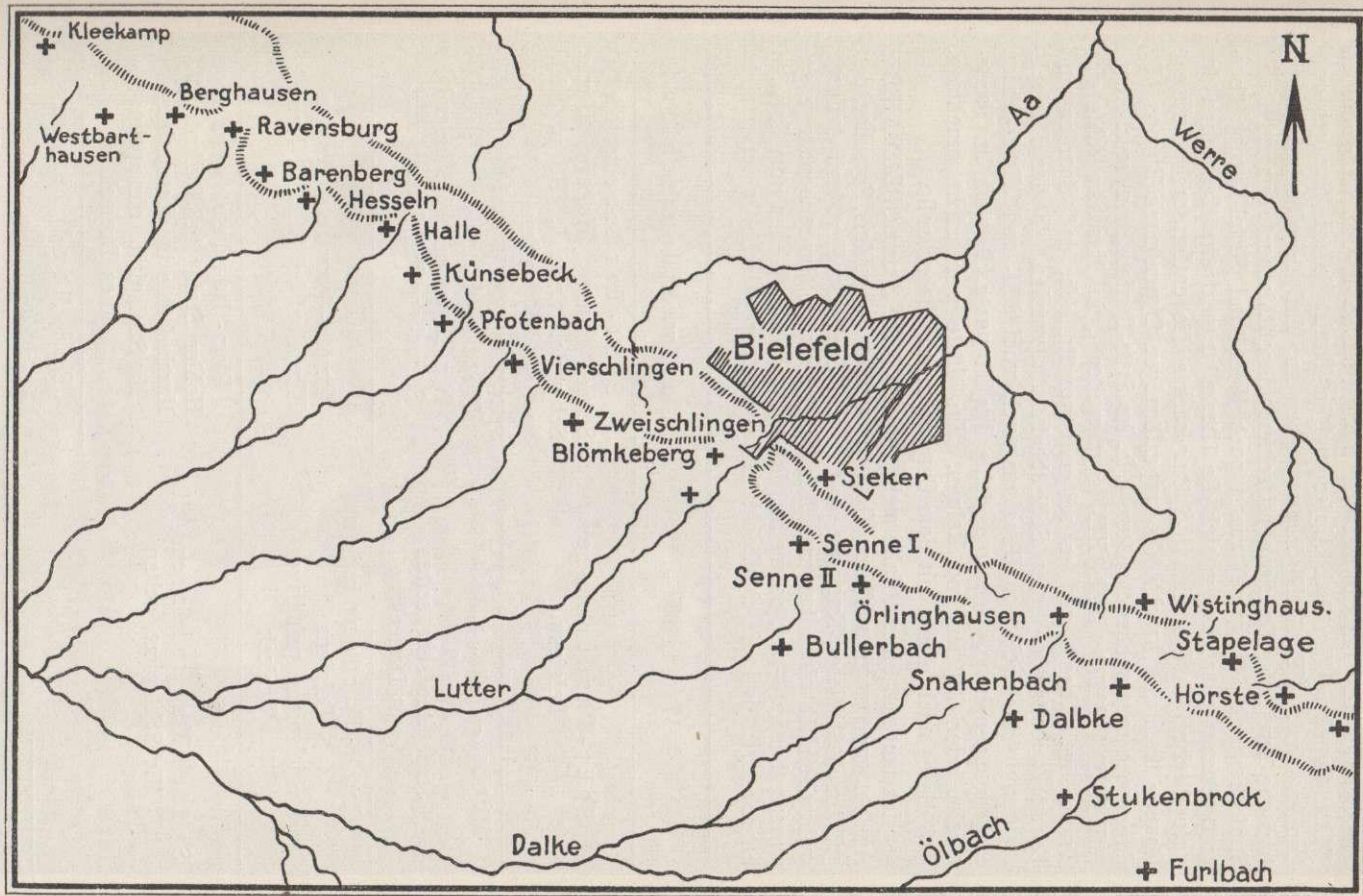 Kleekamp
N
Berghausen
Aa
Ravensburg
Westbart-
hausen
Werre
Barenberg
Hesseln
Halle
Künsebeck
Pfotenbach
Bielefeld
Vierschlingen
Zweischlingen
Blömkeberg
Sieker
Senne I
Senne II
Örlinghausen
Wistinghaus.
Bullerbach
Stapelage
Snakenbach
Hörste
Lutter
Dalbke
Stukenbrock
Dalke
Ölbach
Furlbach